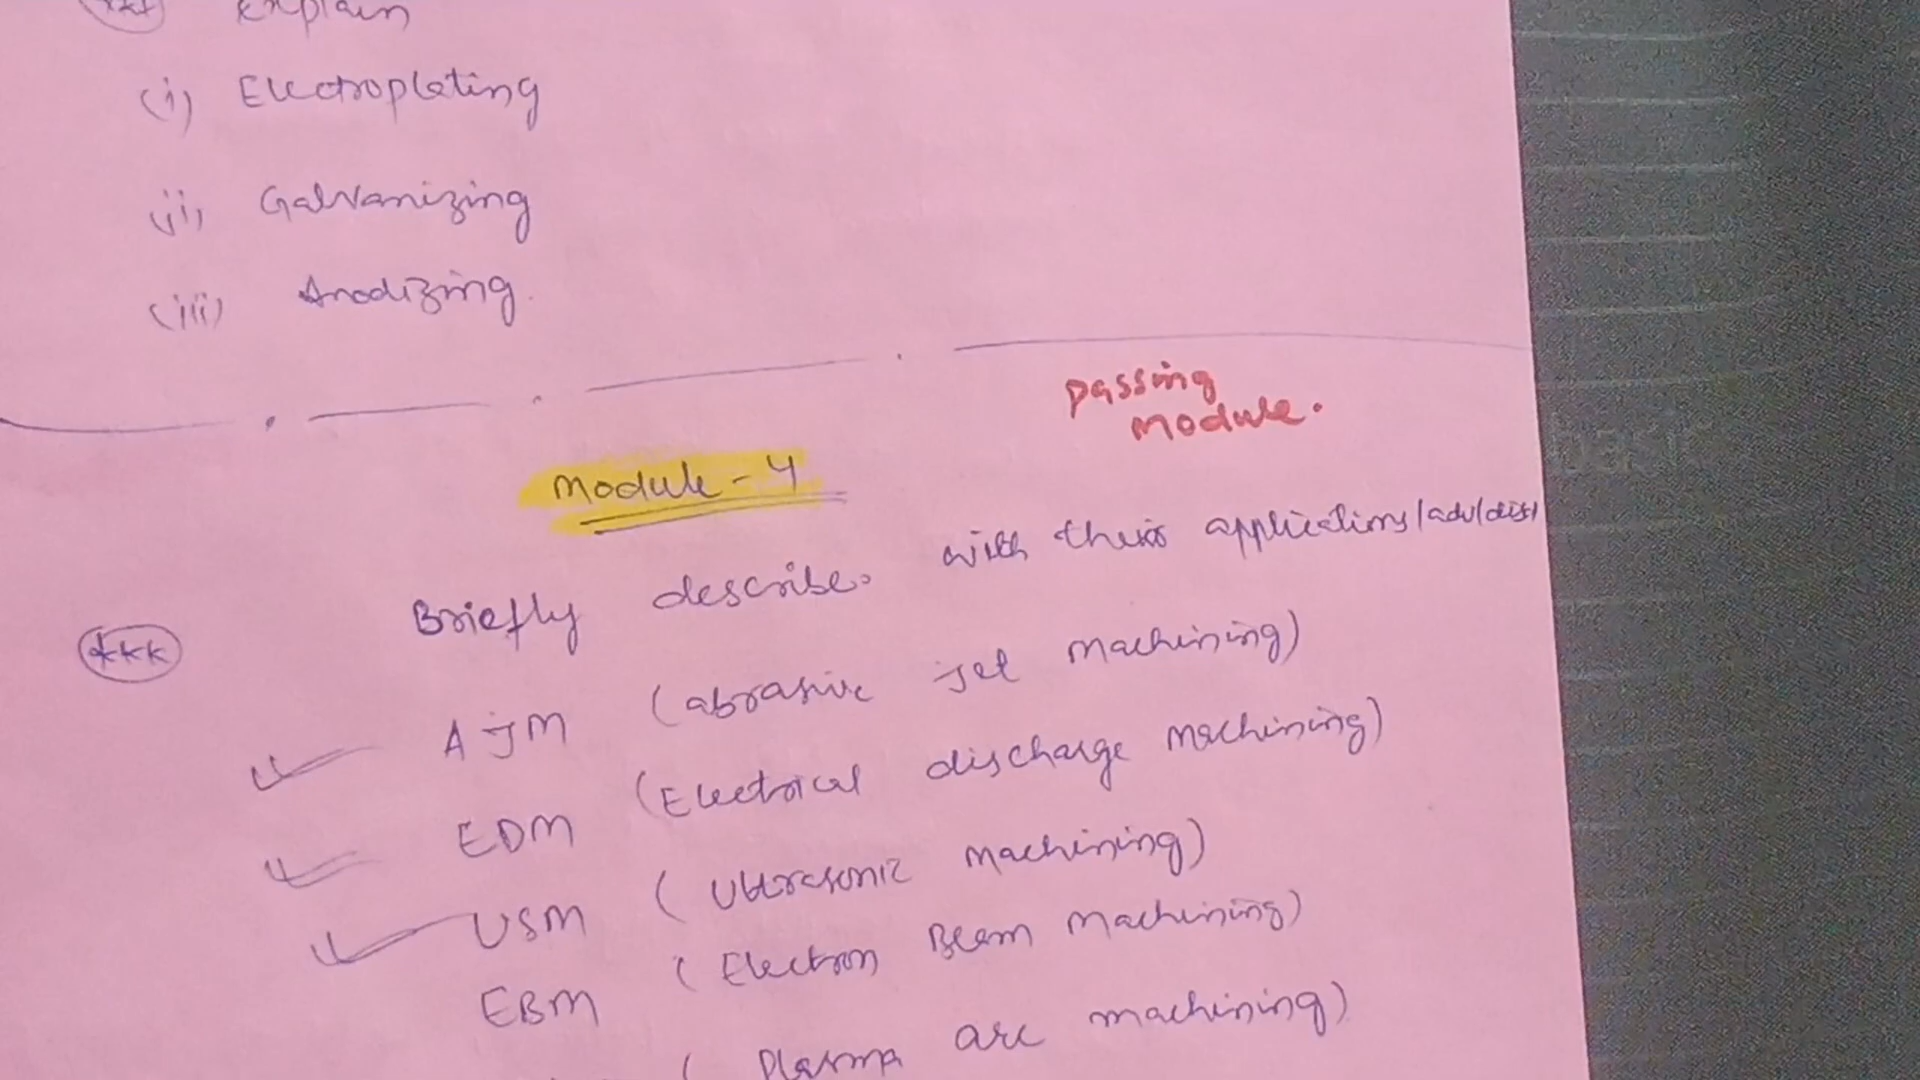 *** Explain
(i) Electroplating
(ii) Galvanizing
(iii) Anodizing.
Passing
Module.
Module - 4
*** Briefly describe. with their applications/adv/dis/
AJM (abrasive jet Machining)
EDM (Electrical discharge Machining)
USM (Ultrasonic Machining)
EBM (Electron Beam Machining)
(Plasma arc machining)